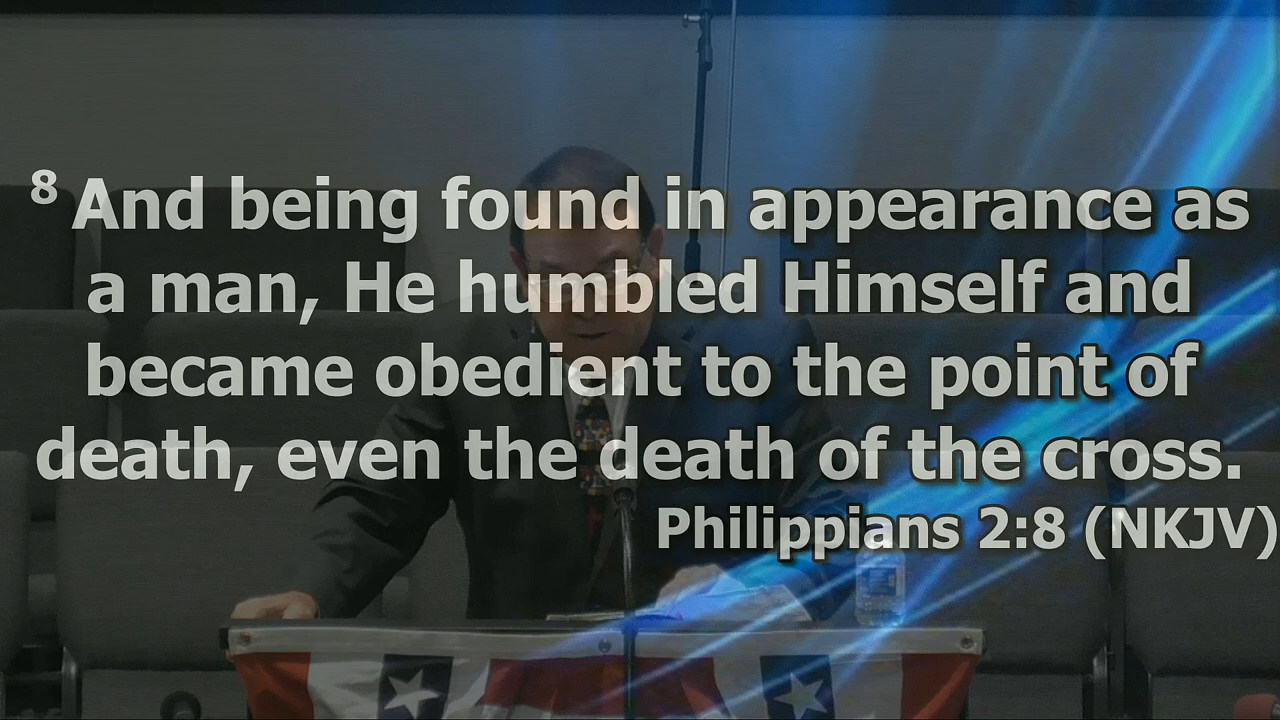 8 And being found in appearance as
a man, He humbled Himself and
became obedient to the point of
death, even the death of the cross.
Philippians 2:8 (NKJV)